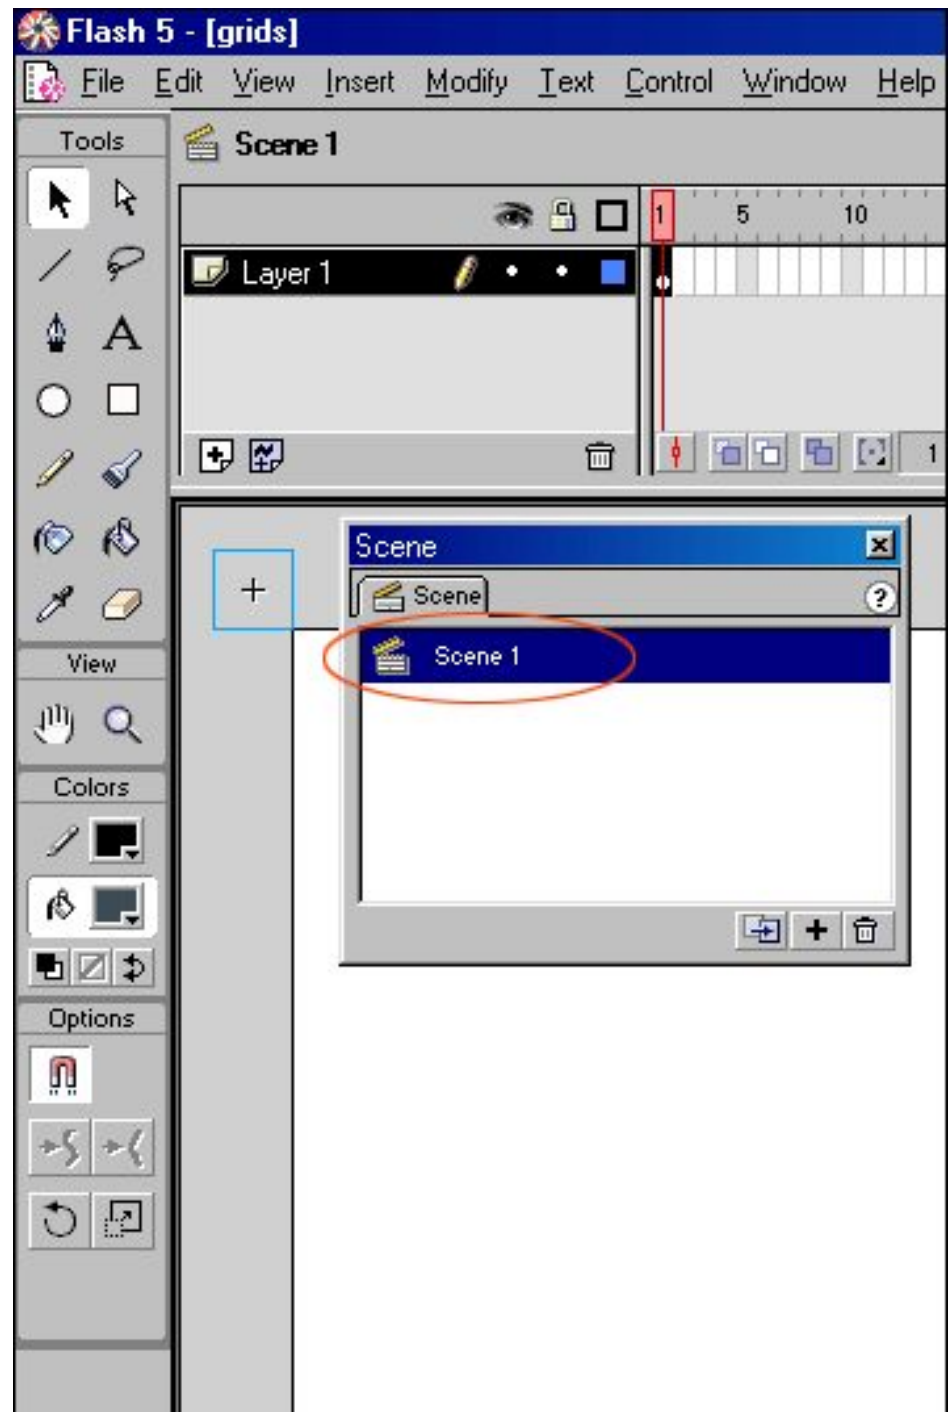 Flash 5 - [grids]
File Edit View Insert Modify Text Control Window Help
Tools
Scene 1
1 5 10
Layer 1
1
Scene
Scene
?
Scene 1
View
Colors
Options
A